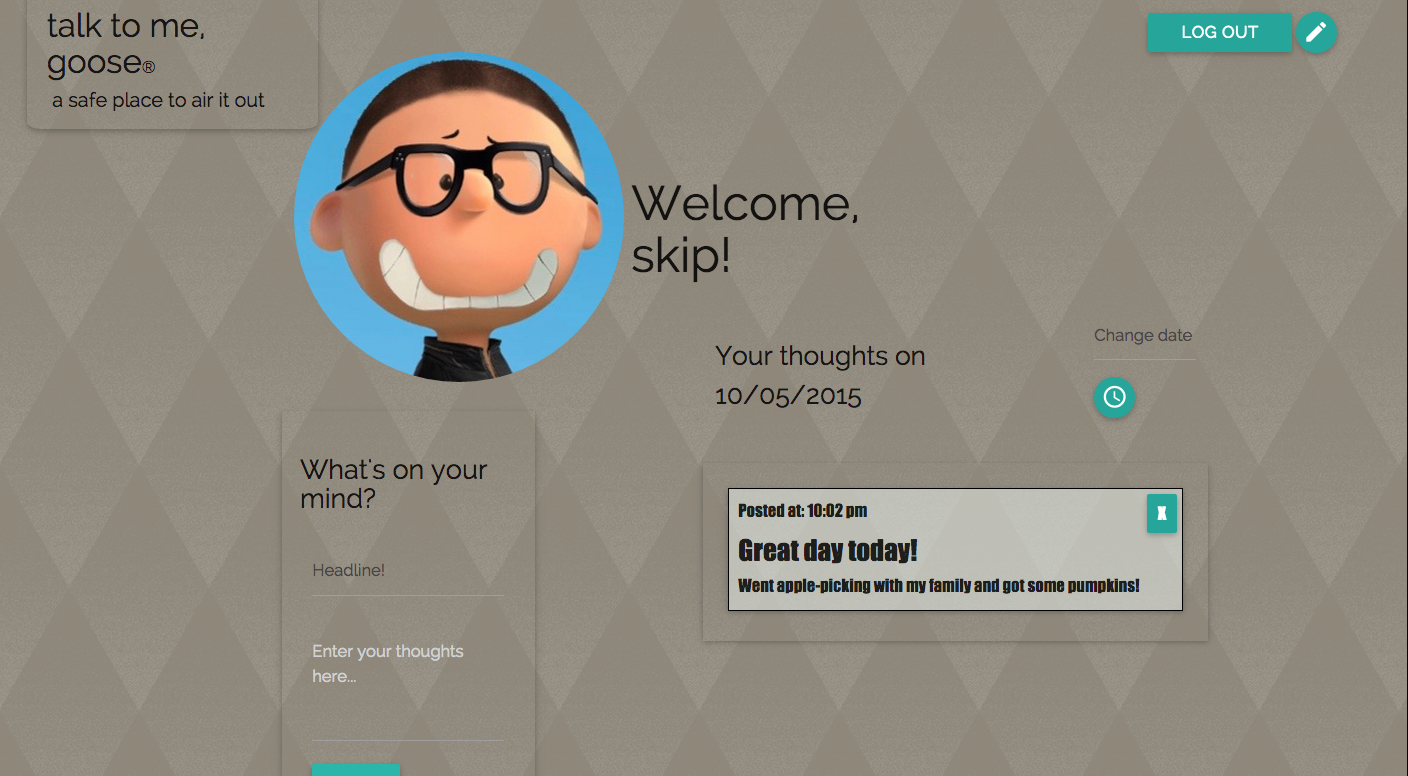 talk to me,
goose®
a safe place to air it out
LOG OUT
Welcome,
skip!
Change date
Your thoughts on
10/05/2015
What's on your
mind?
Headline!
Enter your thoughts
here...
Posted at: 10:02 pm
X
Great day today!
Went apple-picking with my family and got some pumpkins!